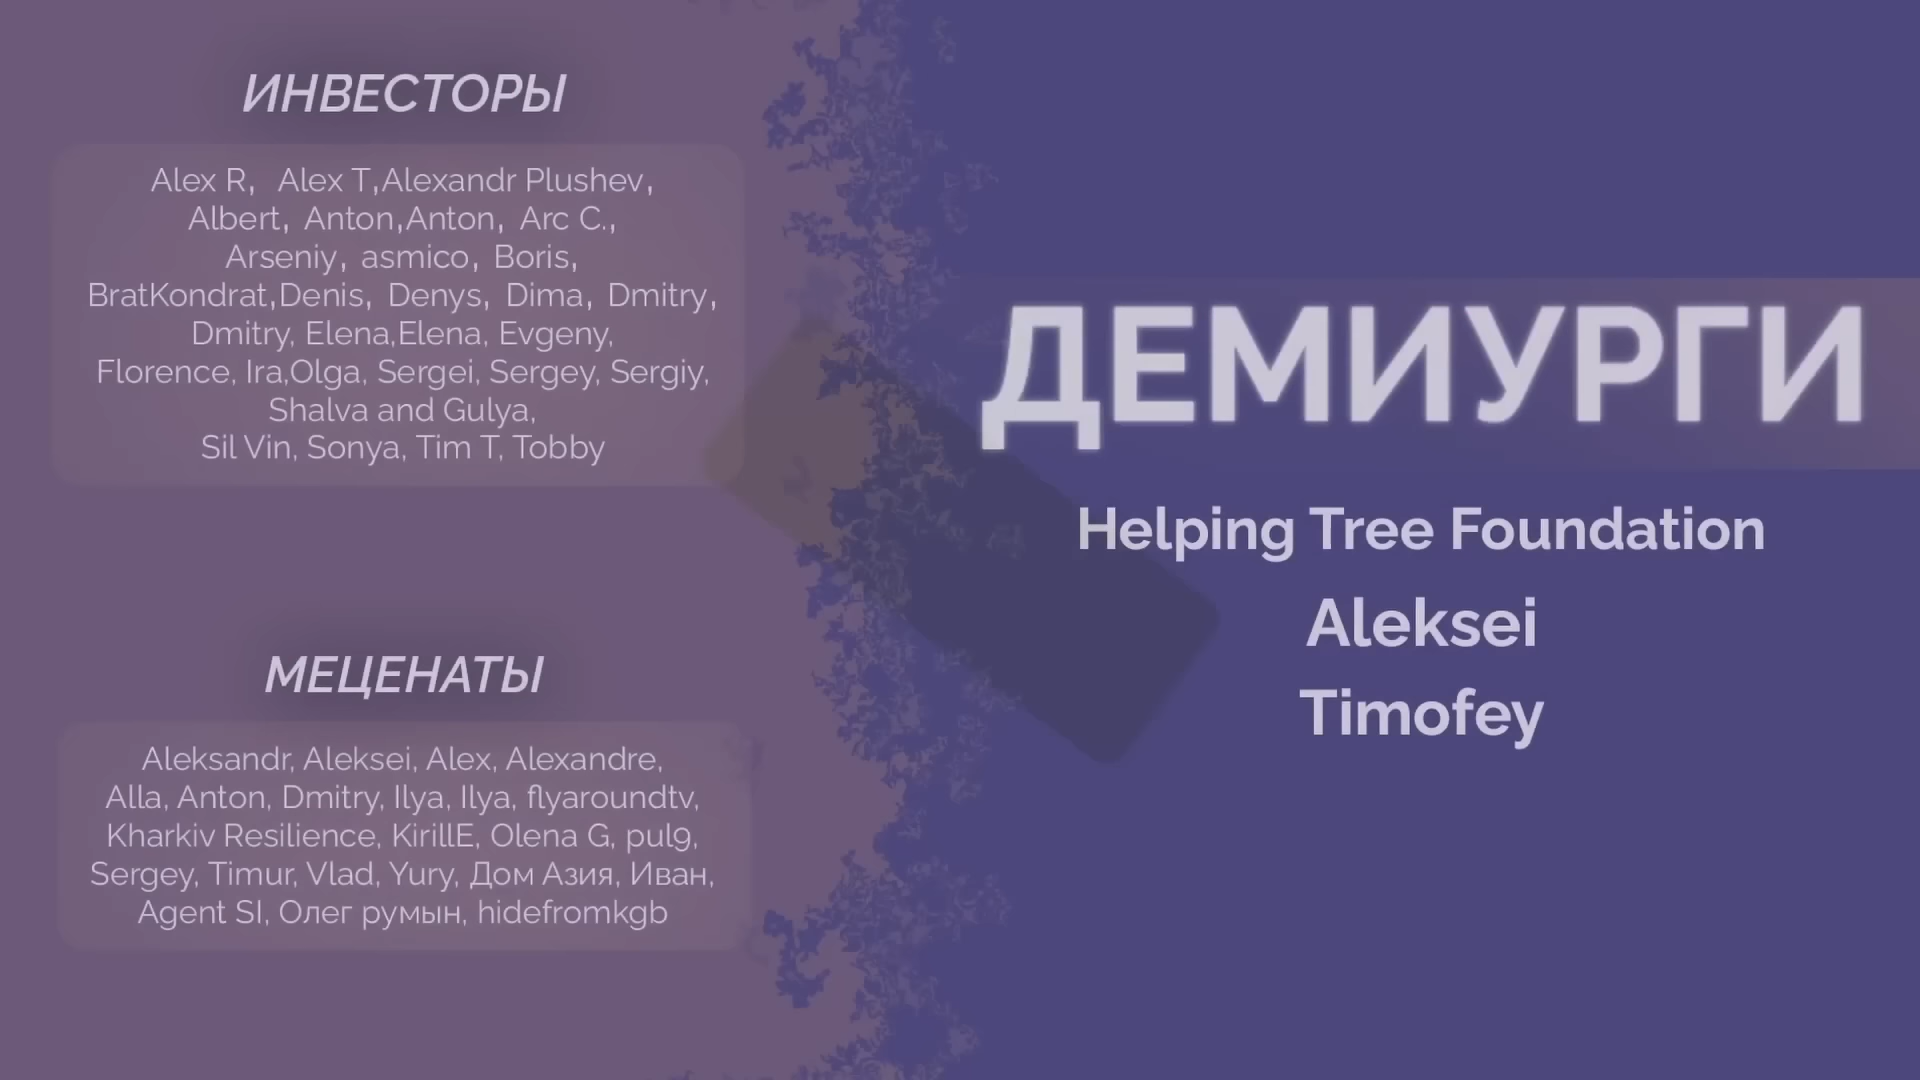 ИНВЕСТОРЫ
Alex R, Alex T,Alexandr Plushev,
Albert, Anton,Anton, Arc C.,
Arseniy, asmico, Boris,
BratKondrat,Denis, Denys, Dima, Dmitry,
Dmitry, Elena,Elena, Evgeny,
Florence, Ira,Olga, Sergei, Sergey, Sergiy,
Shalva and Gulya,
Sil Vin, Sonya, Tim T, Tobby
МЕЦЕНАТЫ
Aleksandr, Aleksei, Alex, Alexandre,
Alla, Anton, Dmitry, Ilya, Ilya, flyaroundtv,
Kharkiv Resilience, KirillE, Olena G, pul9,
Sergey, Timur, Vlad, Yury, Дом Азия, Иван,
Agent SI, Олег румын, hidefromkgb
ДЕМИУРГИ
Helping Tree Foundation
Aleksei
Timofey